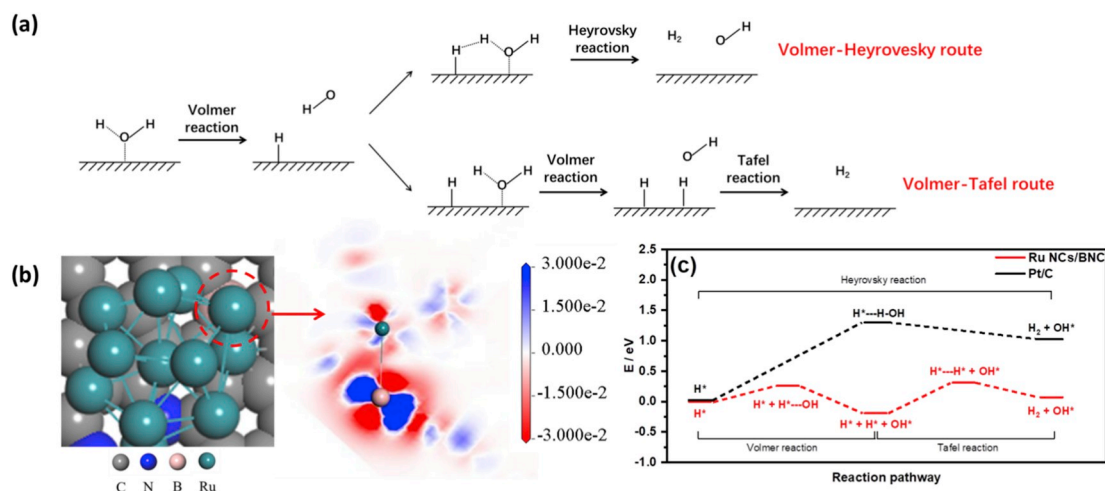 (a)
H H
O
Volmer
reaction
H O
H
H H H
O
Heyrovsky
reaction
H₂ H
O
Volmer-Heyrovesky route
H H H
O
Volmer
reaction
H
O
H H
Tafel
reaction
H₂
Volmer-Tafel route
(b)
C N B Ru
3.000e-2
1.500e-2
0.000
-1.500e-2
-3.000e-2
(c)
Ru NCs/BNC
Pt/C
Heyrovsky reaction
H*---H-OH
H₂ + OH*
H*
H*
H* + H*---OH
H* + H* + OH*
H*---H* + OH*
H₂ + OH*
Volmer reaction
Tafel reaction
2.5
2.0
1.5
1.0
0.5
0.0
-0.5
-1.0
E / eV
Reaction pathway